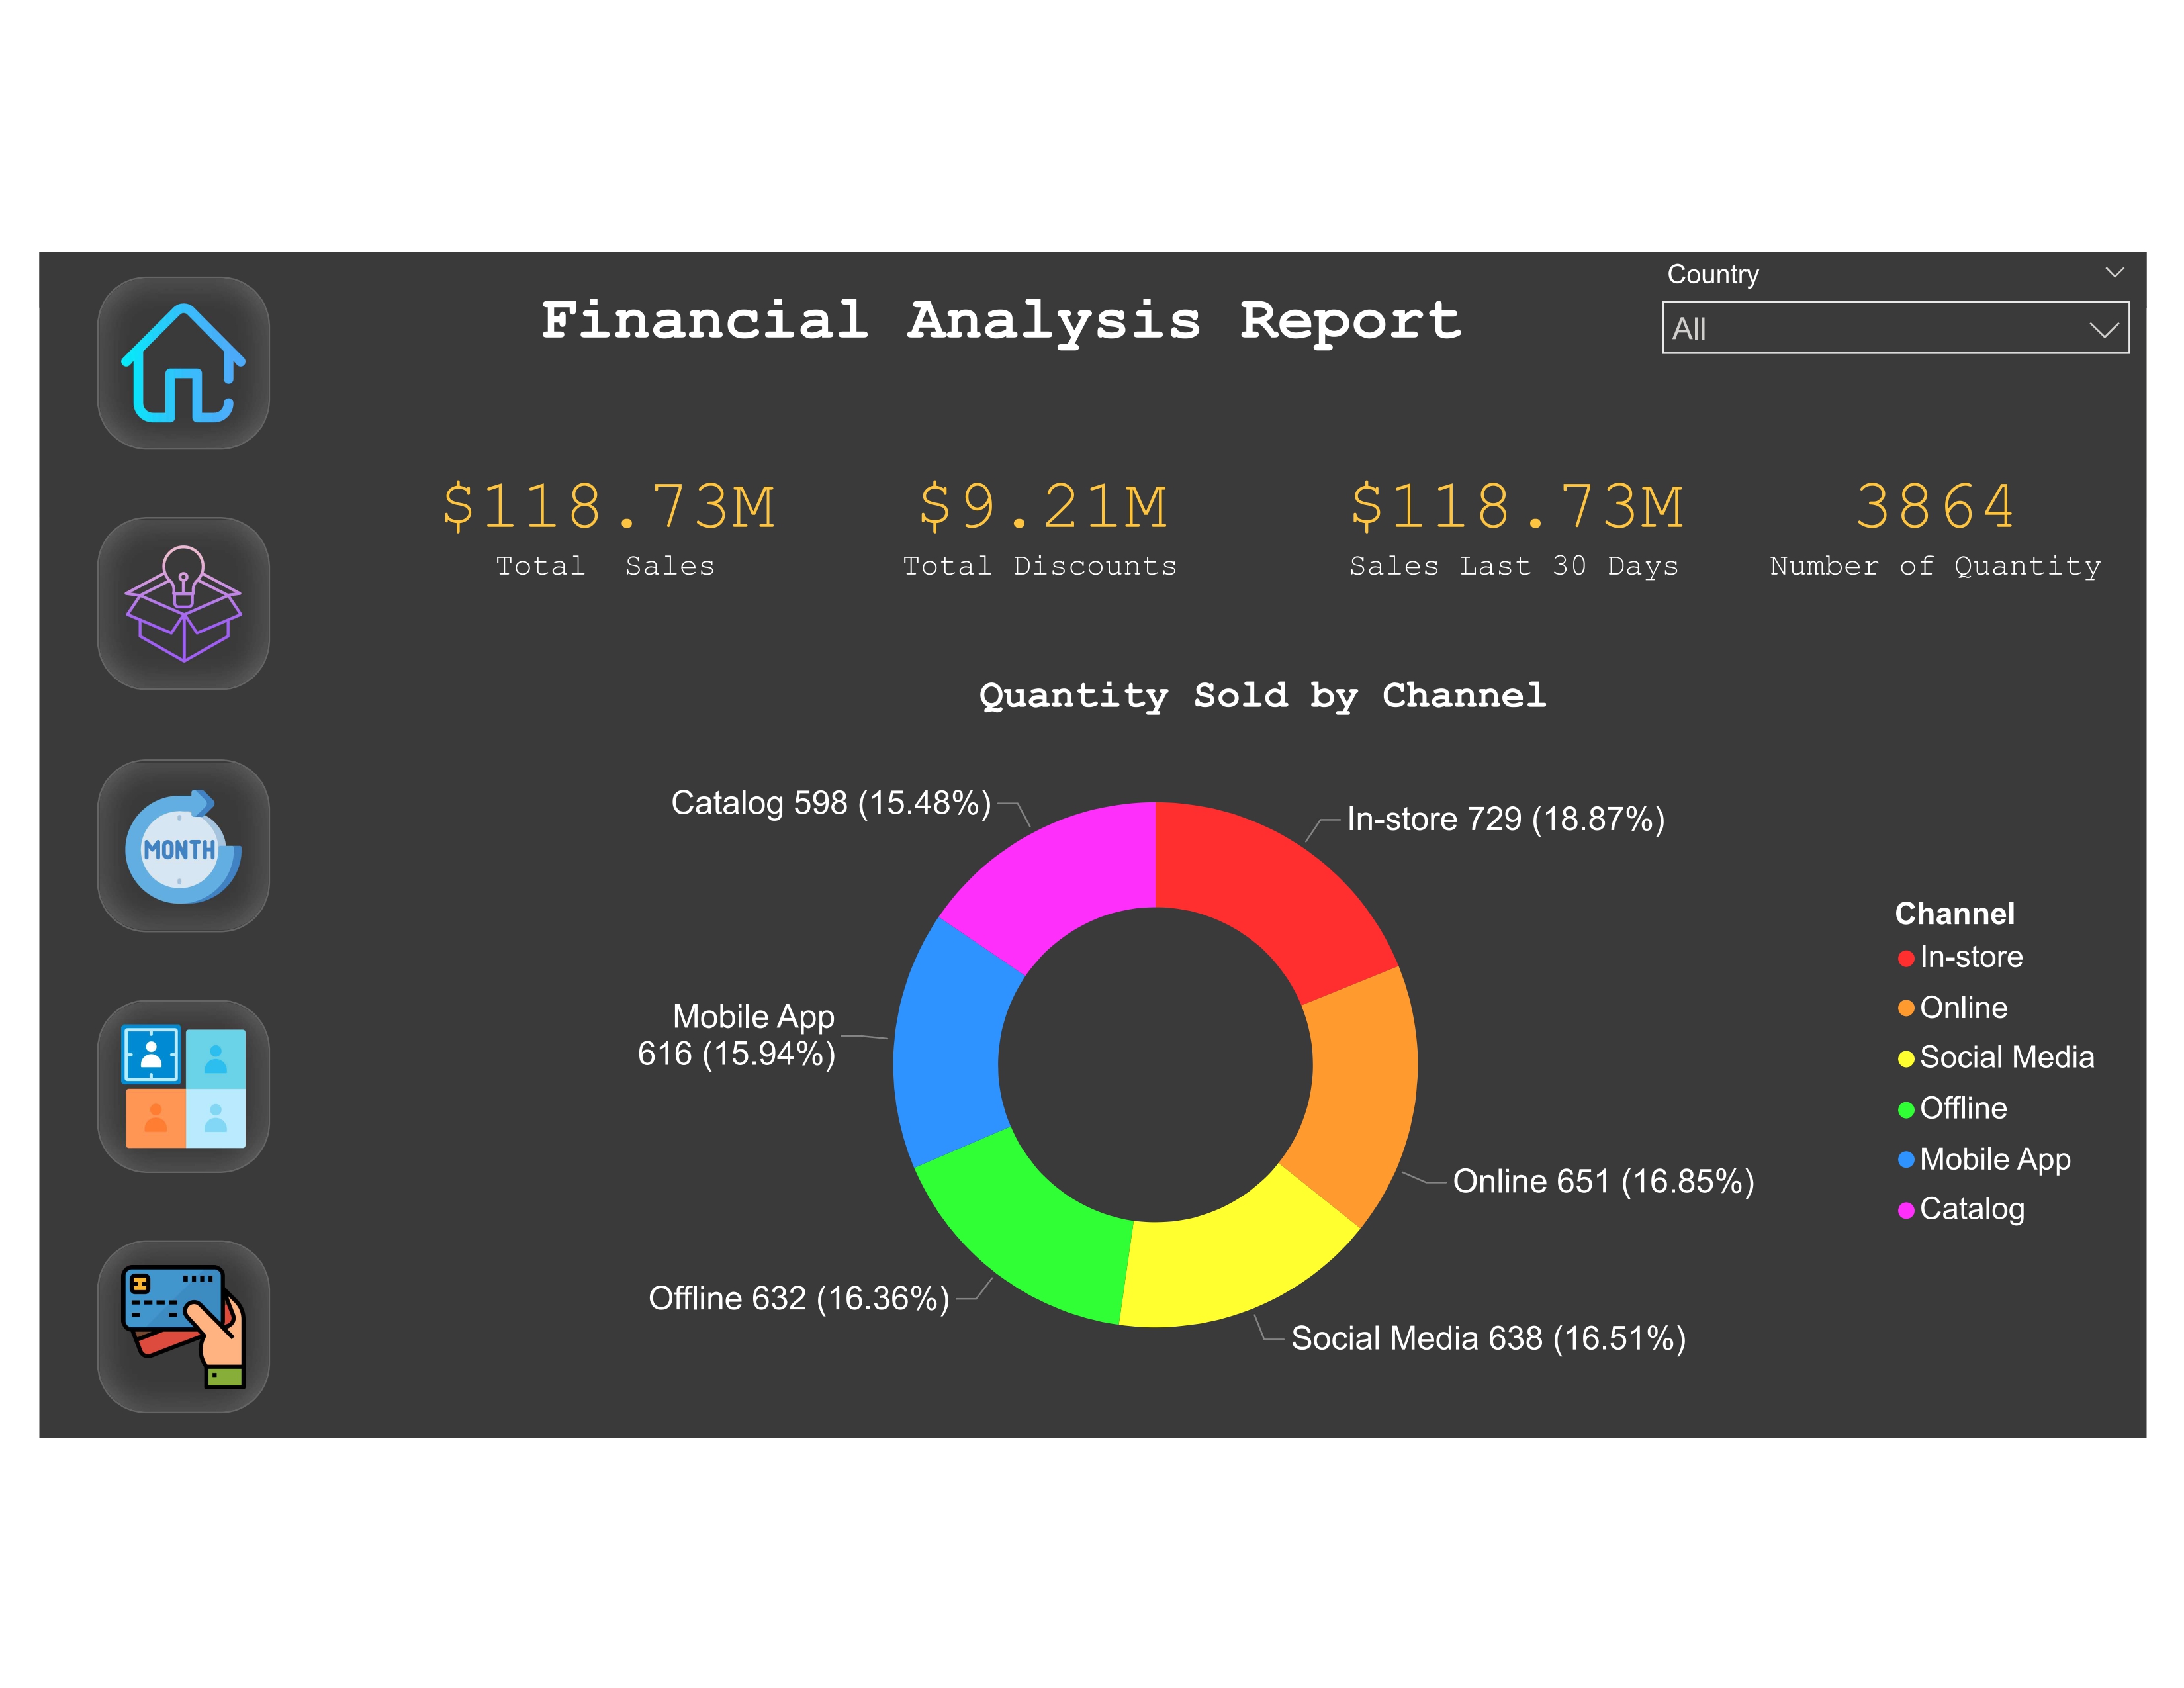 Financial Analysis Report
Country
All
$118.73M
Total Sales
$9.21M
Total Discounts
$118.73M
Sales Last 30 Days
3864
Number of Quantity
MONTH
Quantity Sold by Channel
Catalog 598 (15.48%)
In-store 729 (18.87%)
Mobile App
616 (15.94%)
Online 651 (16.85%)
Offline 632 (16.36%)
Social Media 638 (16.51%)
Channel
In-store
Online
Social Media
Offline
Mobile App
Catalog